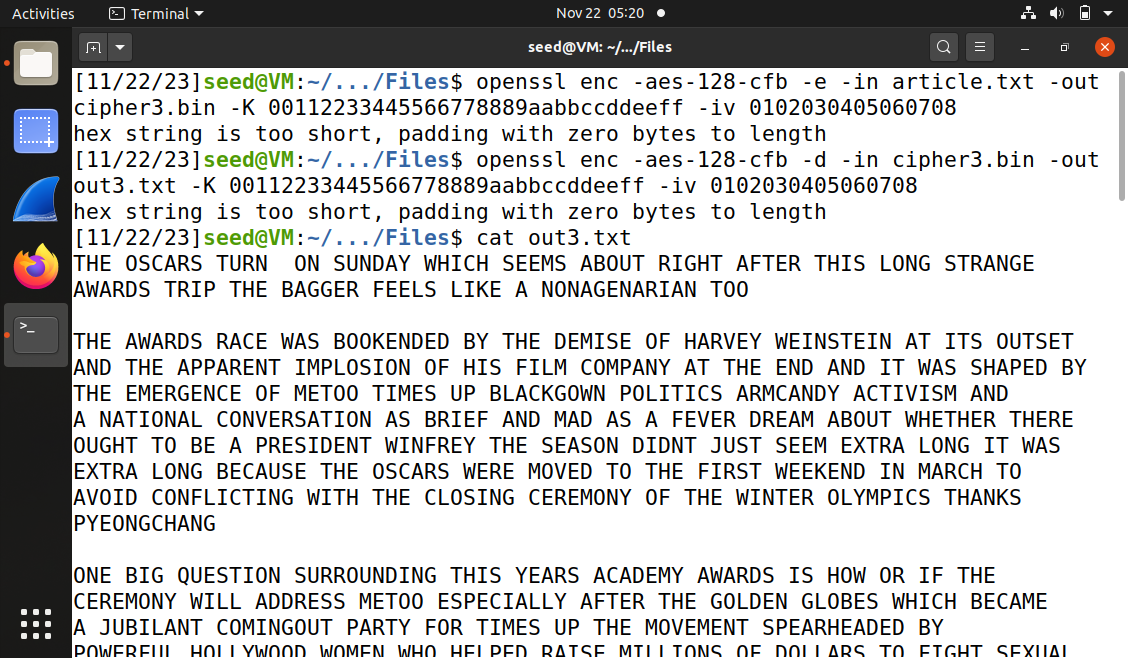 Activities Terminal Nov 22 05:20
seed@VM: ~/.../Files
[11/22/23]seed@VM:~/.../Files$ openssl enc -aes-128-cfb -e -in article.txt -out
cipher3.bin -K 00112233445566778889aabbccddeeff -iv 0102030405060708
hex string is too short, padding with zero bytes to length
[11/22/23]seed@VM:~/.../Files$ openssl enc -aes-128-cfb -d -in cipher3.bin -out
out3.txt -K 00112233445566778889aabbccddeeff -iv 0102030405060708
hex string is too short, padding with zero bytes to length
[11/22/23]seed@VM:~/.../Files$ cat out3.txt
THE OSCARS TURN  ON SUNDAY WHICH SEEMS ABOUT RIGHT AFTER THIS LONG STRANGE
AWARDS TRIP THE BAGGER FEELS LIKE A NONAGENARIAN TOO
THE AWARDS RACE WAS BOOKENDED BY THE DEMISE OF HARVEY WEINSTEIN AT ITS OUTSET
AND THE APPARENT IMPLOSION OF HIS FILM COMPANY AT THE END AND IT WAS SHAPED BY
THE EMERGENCE OF METOO TIMES UP BLACKGOWN POLITICS ARMCANDY ACTIVISM AND
A NATIONAL CONVERSATION AS BRIEF AND MAD AS A FEVER DREAM ABOUT WHETHER THERE
OUGHT TO BE A PRESIDENT WINFREY THE SEASON DIDNT JUST SEEM EXTRA LONG IT WAS
EXTRA LONG BECAUSE THE OSCARS WERE MOVED TO THE FIRST WEEKEND IN MARCH TO
AVOID CONFLICTING WITH THE CLOSING CEREMONY OF THE WINTER OLYMPICS THANKS
PYEONGCHANG
ONE BIG QUESTION SURROUNDING THIS YEARS ACADEMY AWARDS IS HOW OR IF THE
CEREMONY WILL ADDRESS METOO ESPECIALLY AFTER THE GOLDEN GLOBES WHICH BECAME
A JUBILANT COMINGOUT PARTY FOR TIMES UP THE MOVEMENT SPEARHEADED BY
POWERFUL HOLLYWOOD WOMEN WHO HELPED RAISE MILLIONS OF DOLLARS TO FIGHT SEXUAL